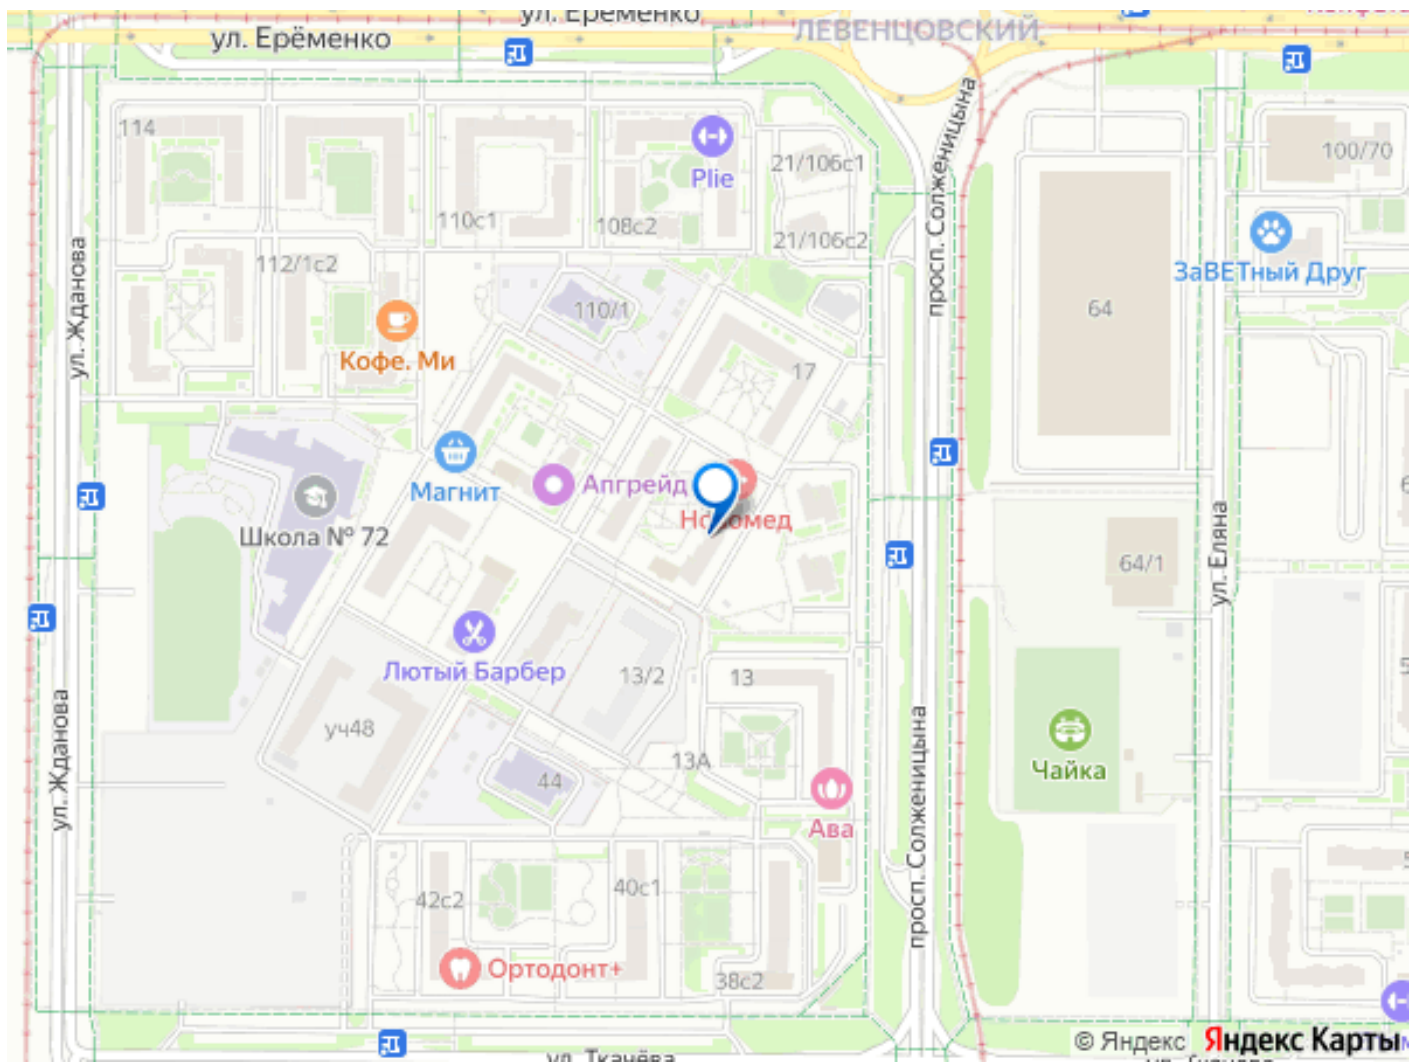 ул. Ерёменко
ул. Ерёменко
ЛЕВЕНЦОВСКИЙ
114
Plie
21/106с1
100/70
110с1
108с2
21/106с2
просп. Солженицына
ул. Жданова
112/1с2
ЗаВЕТный Друг
110/1
64
Кофе. Ми
17
Магнит
Апгрейд
Школа № 72
64/1
ул. Еляна
Лютый Барбер
13/2
13
уч48
ул. Жданова
13А
44
Чайка
Ава
просп. Солженицына
42с2
40с1
Ортодонт+
38с2
© Яндекс Яндекс Карты
ул. Ткачёва